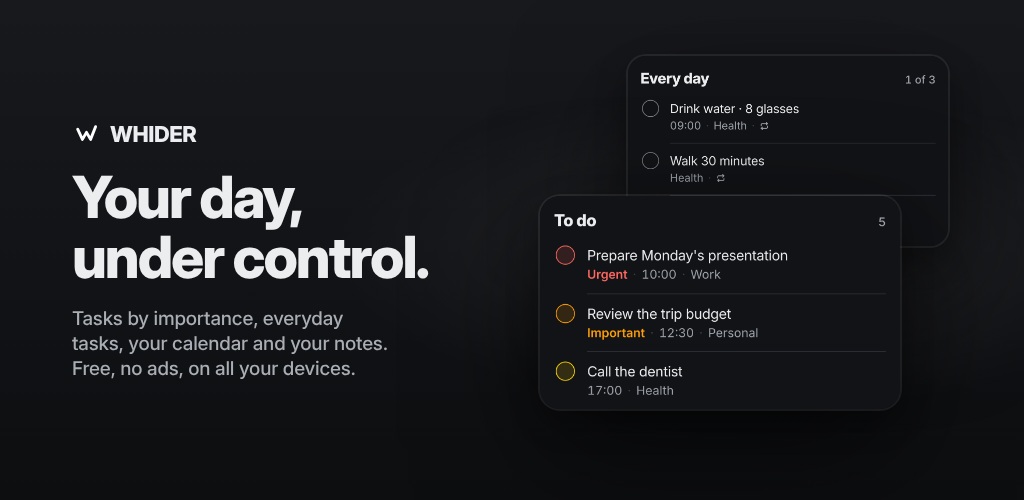 WHIDER
Your day,
under control.
Tasks by importance, everyday
tasks, your calendar and your notes.
Free, no ads, on all your devices.
Every day
1 of 3
Drink water · 8 glasses
09:00 · Health ·
Walk 30 minutes
Health ·
To do
5
Prepare Monday's presentation
Urgent · 10:00 · Work
Review the trip budget
Important · 12:30 · Personal
Call the dentist
17:00 · Health